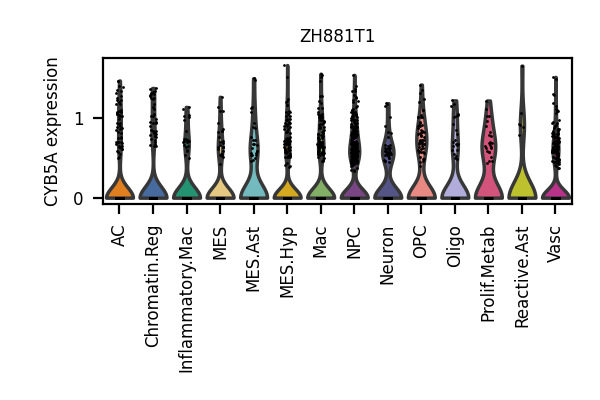 ZH881T1
CYB5A expression
1
0
AC
Chromatin.Reg
Inflammatory.Mac
MES
MES.Ast
MES.Hyp
Mac
NPC
Neuron
OPC
Oligo
Prolif.Metab
Reactive.Ast
Vasc